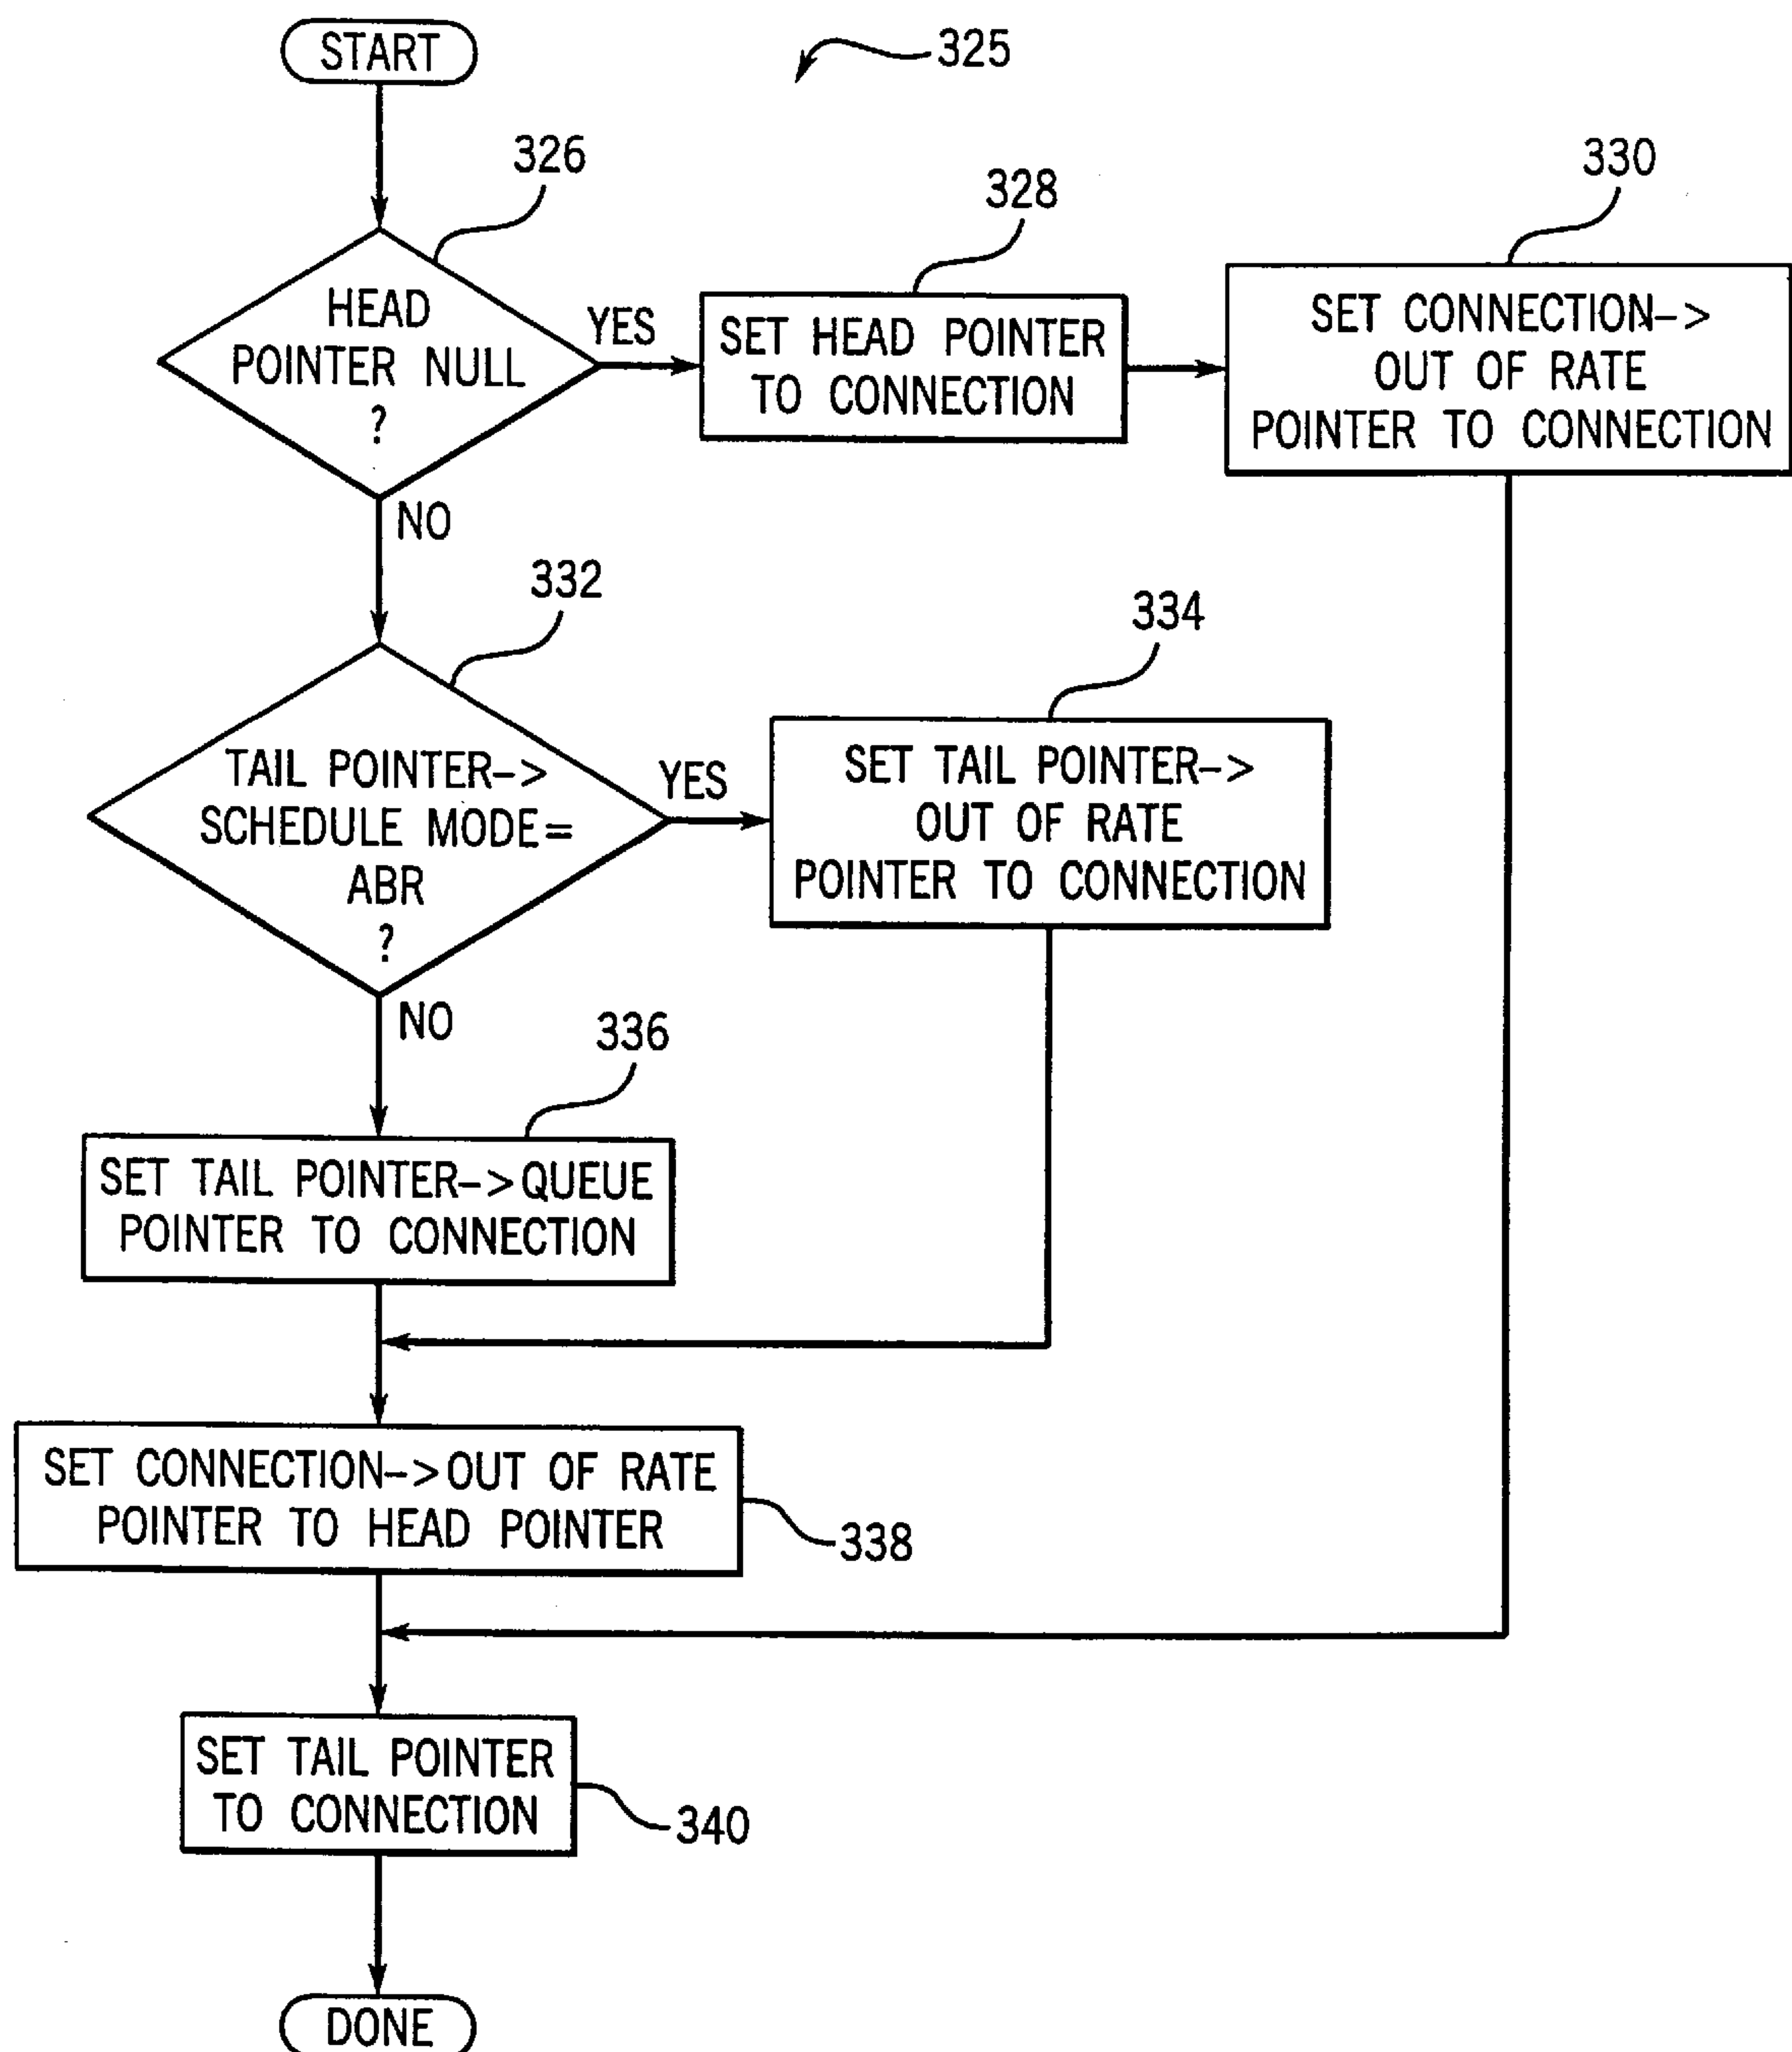 START
325
326
HEAD
POINTER NULL
?
YES
328
SET HEAD POINTER
TO CONNECTION
330
SET CONNECTION->
OUT OF RATE
POINTER TO CONNECTION
NO
332
TAIL POINTER->
SCHEDULE MODE=
ABR
?
YES
334
SET TAIL POINTER->
OUT OF RATE
POINTER TO CONNECTION
NO
336
SET TAIL POINTER->QUEUE
POINTER TO CONNECTION
SET CONNECTION->OUT OF RATE
POINTER TO HEAD POINTER
338
SET TAIL POINTER
TO CONNECTION
340
DONE